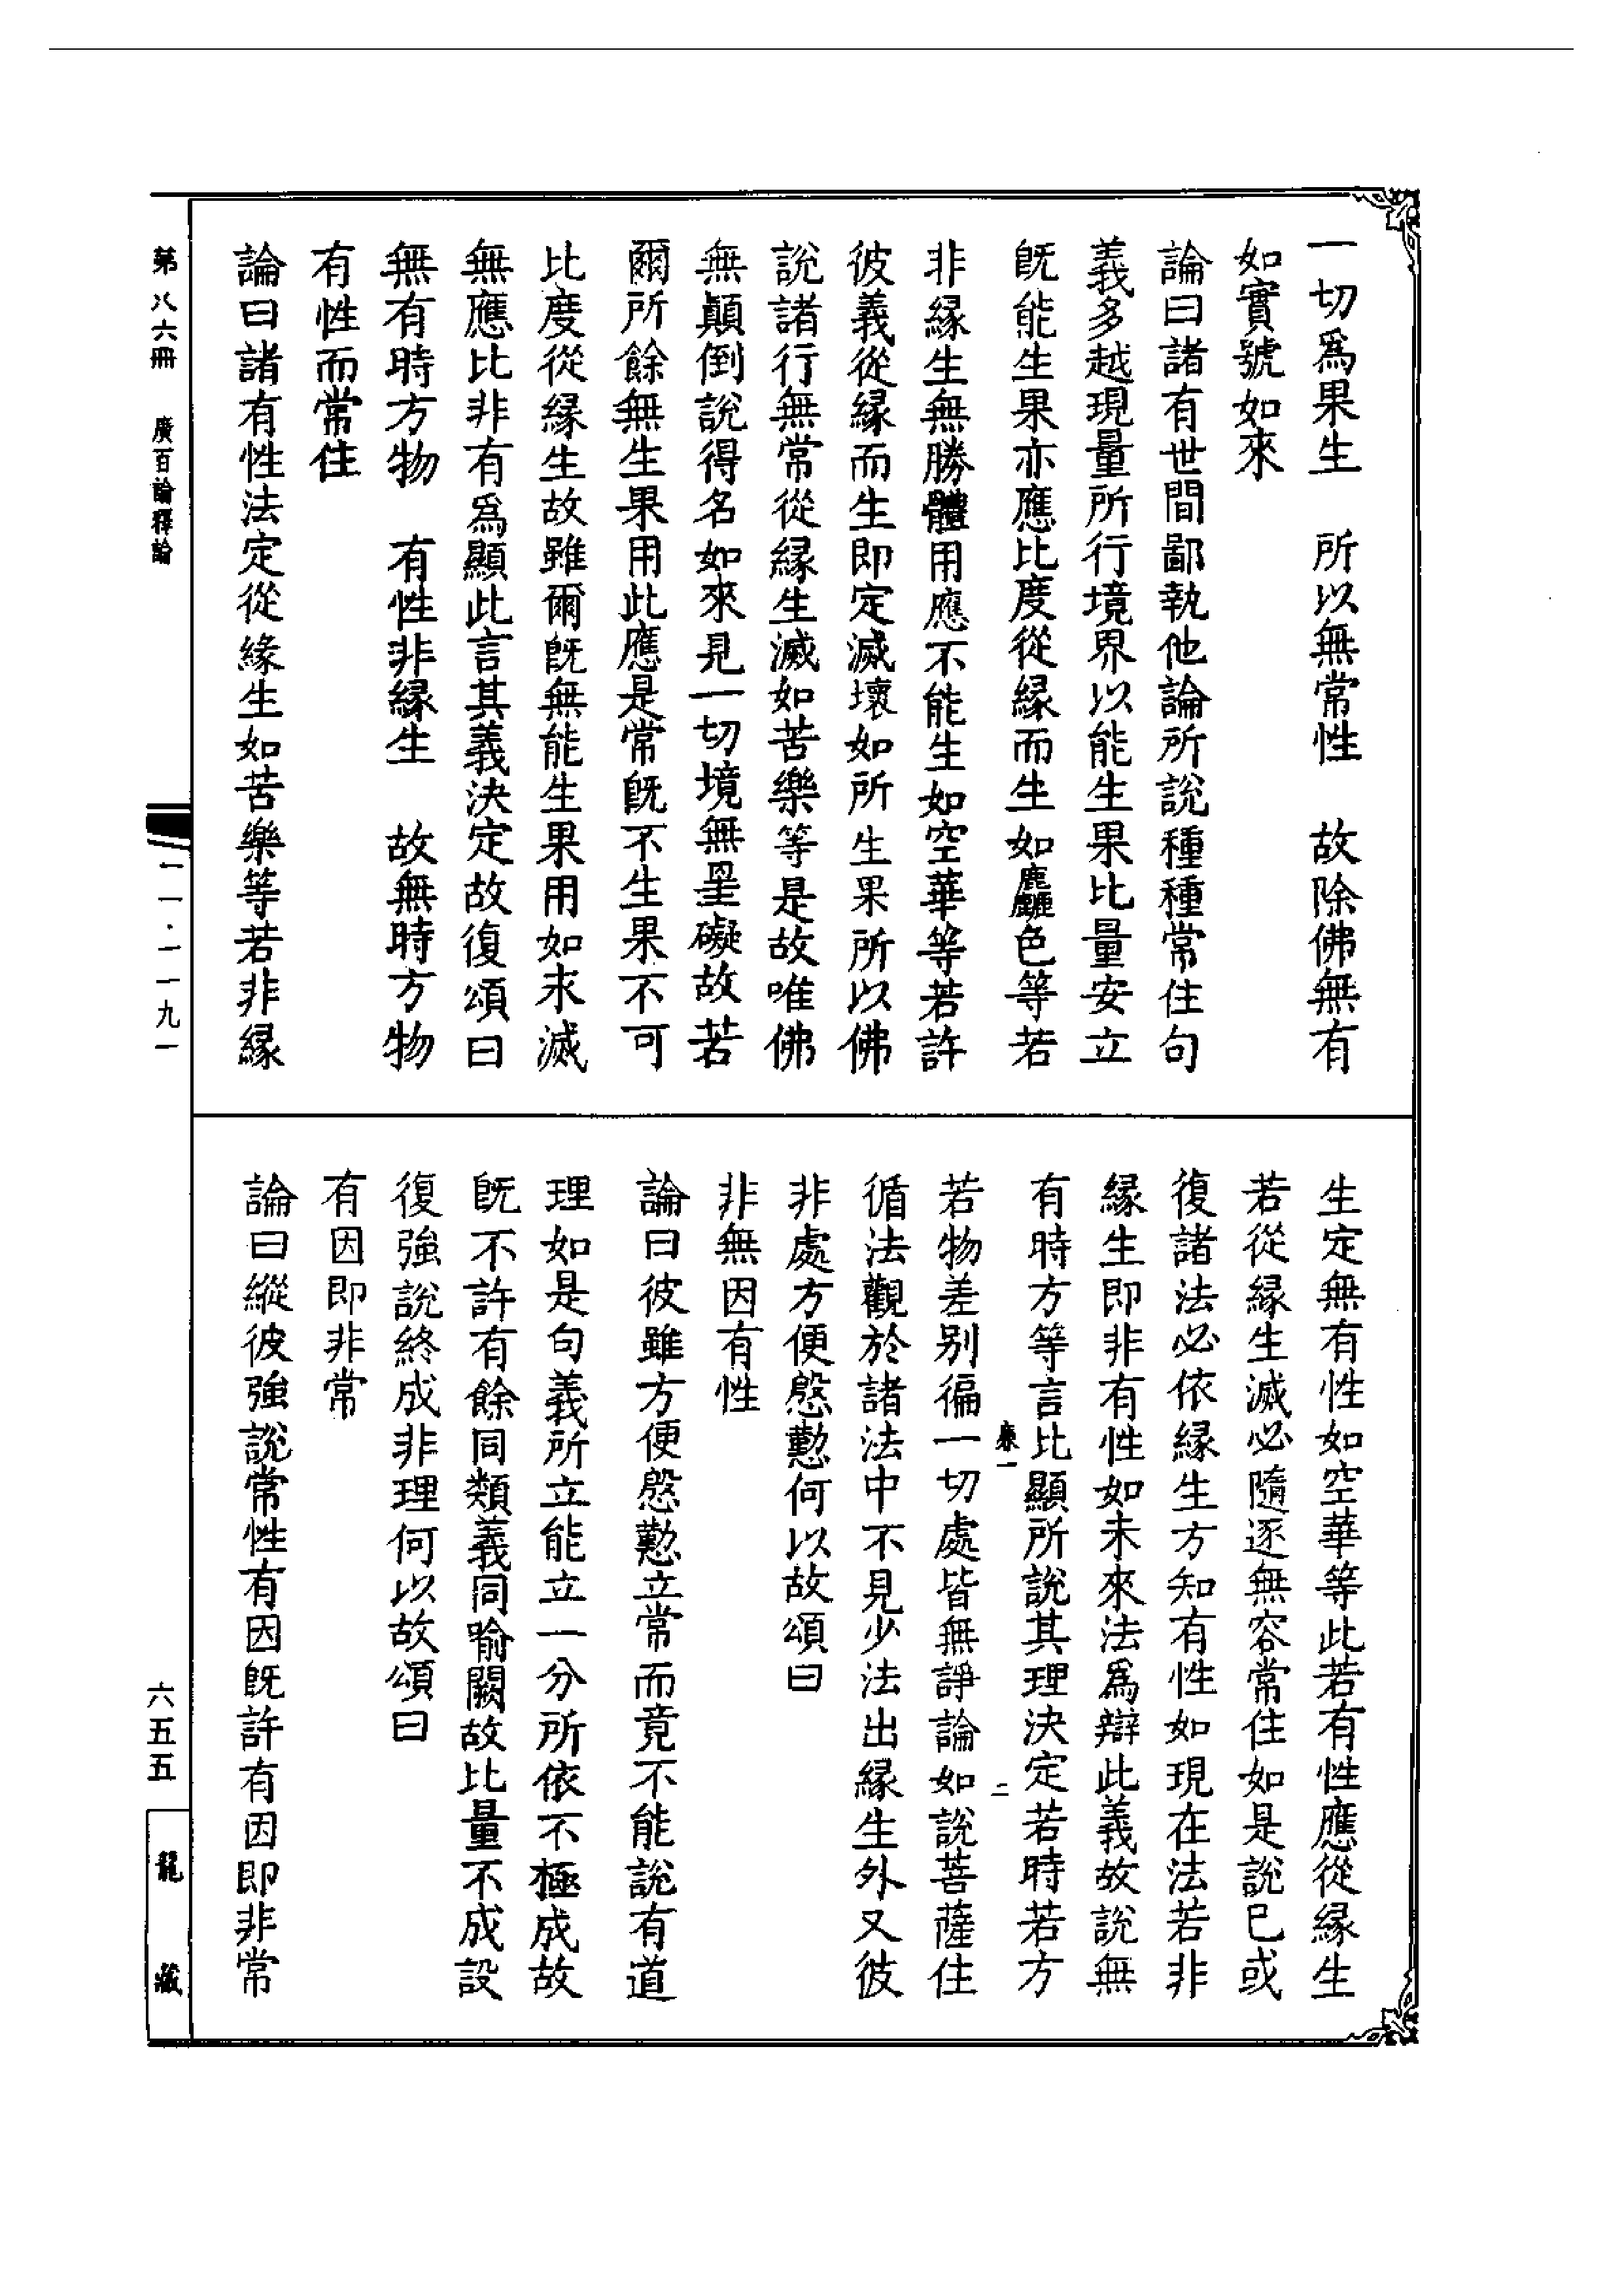 一切爲果生　所以無常性　故除佛無有
如實號如來
論曰諸有世間鄙執他論所說種種常住句
義多越現量所行境界以能生果比量安立
旣能生果亦應比度從緣而生如麤色等若
非緣生無勝體用應不能生如空華等若許
彼義從緣而生即定滅壞如所生果所以佛
說諸行無常從緣生滅如苦樂等是故唯佛
無顚倒說得名如來見一切境無罣礙故若
爾所餘無生果用此應是常旣不生果不可
比度從緣生故雖爾旣無能生果用如未滅
無應比非有爲顯此言其義決定故復頌曰
無有時方物　有性非緣生　故無時方物
有性而常住
論曰諸有性法定從緣生如苦樂等若非緣
生定無有性如空華等此若有性應從緣生
若從緣生滅必隨逐無容常住如是說已或
復諸法必依緣生方知有性如現在法若非
緣生即非有性如未來法爲辯此義故說無
有時方等言比顯所說其理決定若時若方
廣一　二
若物差别徧一切處皆無諍論如說菩薩住
循法觀於諸法中不見少法出緣生外又彼
非處方便慇懃何以故頌曰
非無因有性
論曰彼雖方便慇懃立常而竟不能說有道
理如是句義所立能立一分所依不極成故
旣不許有餘同類義同喻闕故比量不成設
復強說終成非理何以故頌曰
有因即非常
論曰縱彼強說常性有因旣許有因即非常
第八六冊　廣百論釋論
一一·一一九一
六五五
龍藏